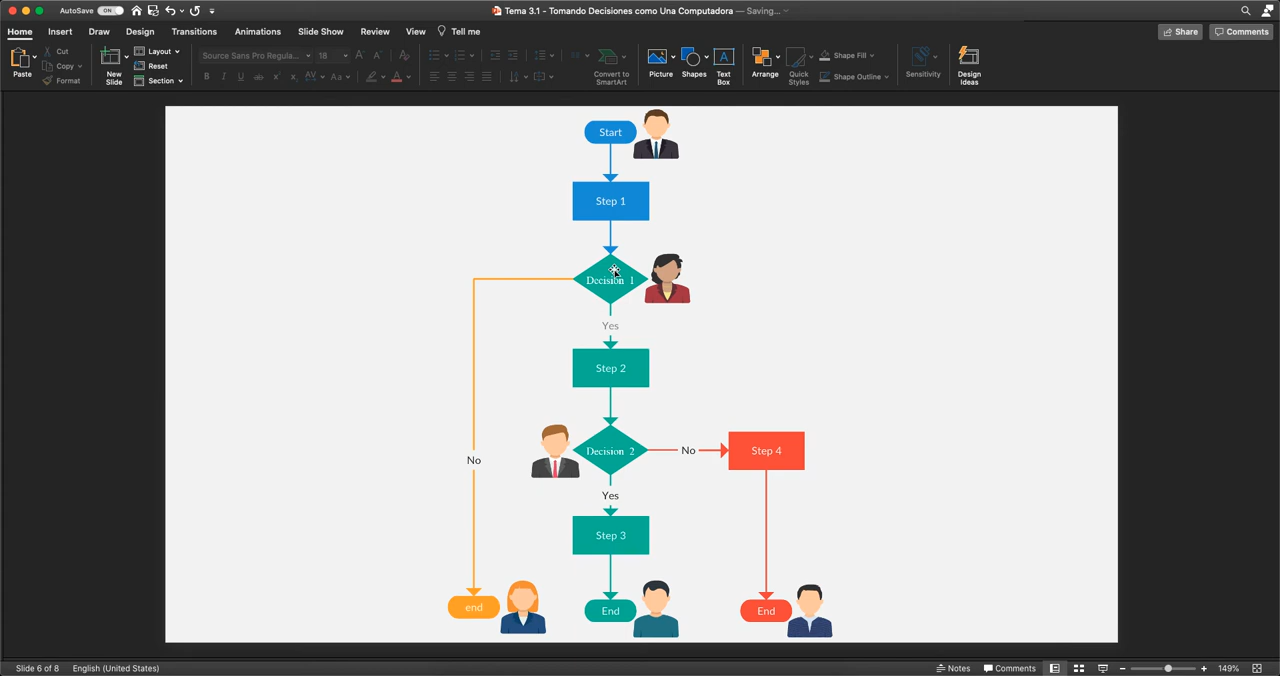 AutoSave ON
Tema 3.1 - Tomando Decisiones como Una Computadora — Saving...
Home Insert Draw Design Transitions Animations Slide Show Review View Tell me
Share Comments
Paste
Cut
Copy
Format
New Slide
Layout
Reset
Section
Source Sans Pro Regula... 18
Convert to SmartArt
Picture
Shapes
Text Box
Arrange
Quick Styles
Shape Fill
Shape Outline
Sensitivity
Design Ideas
Start
Step 1
Decision 1
Yes
Step 2
Decision 2
No
Step 4
No
Yes
Step 3
end
End
End
Slide 6 of 8 English (United States)
Notes Comments 149%